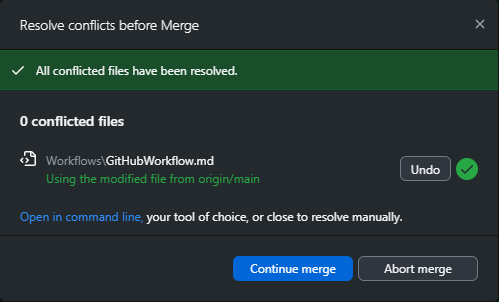 Resolve conflicts before Merge
All conflicted files have been resolved.
0 conflicted files
Workflows\GitHubWorkflow.md
Using the modified file from origin/main
Undo
Open in command line, your tool of choice, or close to resolve manually.
Continue merge
Abort merge